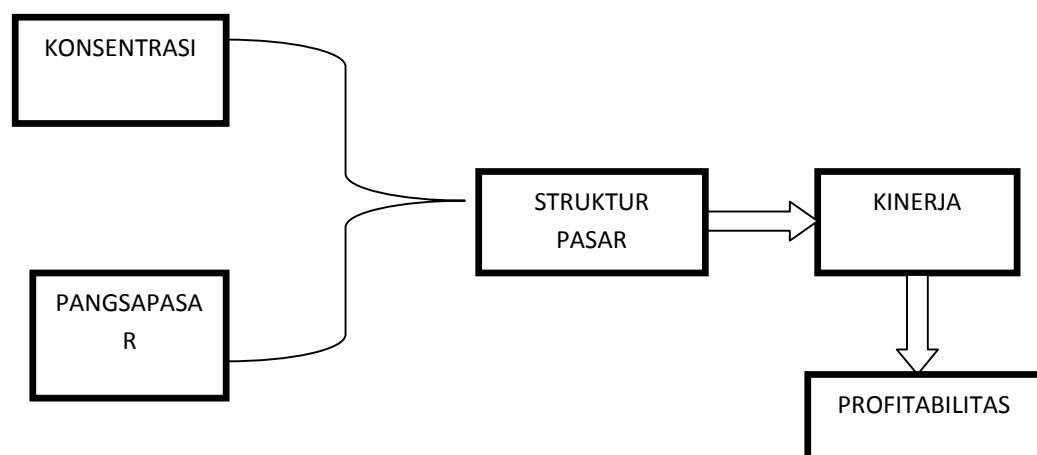 KONSENTRASI
PANGSAPASA
R
STRUKTUR
PASAR
KINERJA
PROFITABILITAS